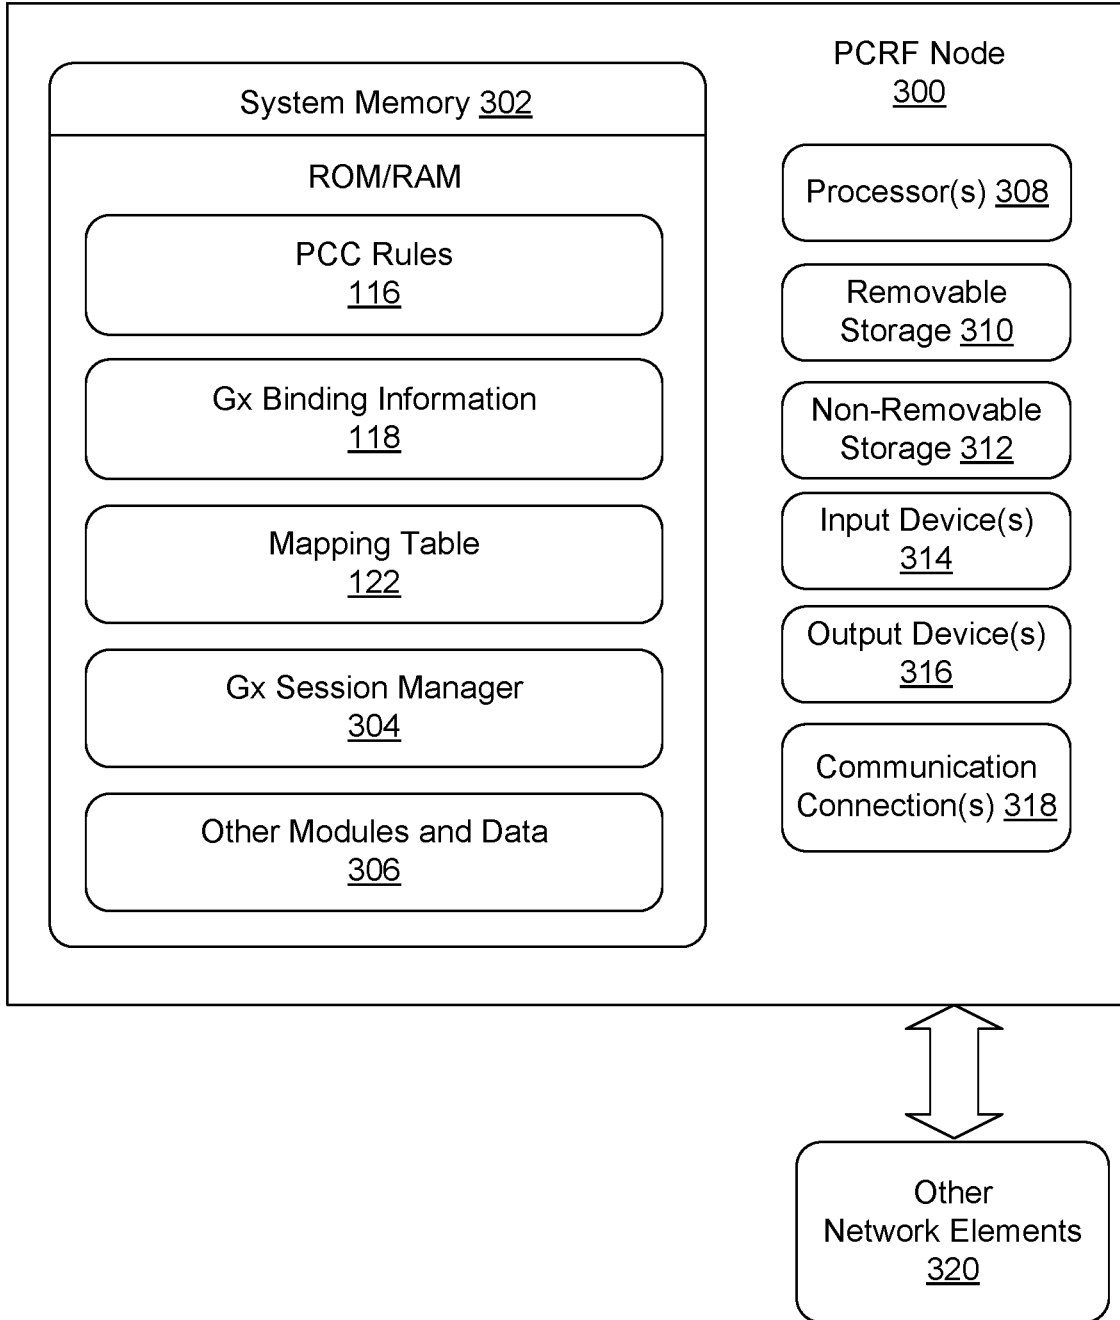 PCRF Node
300
System Memory 302
ROM/RAM
PCC Rules
116
Gx Binding Information
118
Mapping Table
122
Gx Session Manager
304
Other Modules and Data
306
Processor(s) 308
Removable
Storage 310
Non-Removable
Storage 312
Input Device(s)
314
Output Device(s)
316
Communication
Connection(s) 318
Other
Network Elements
320